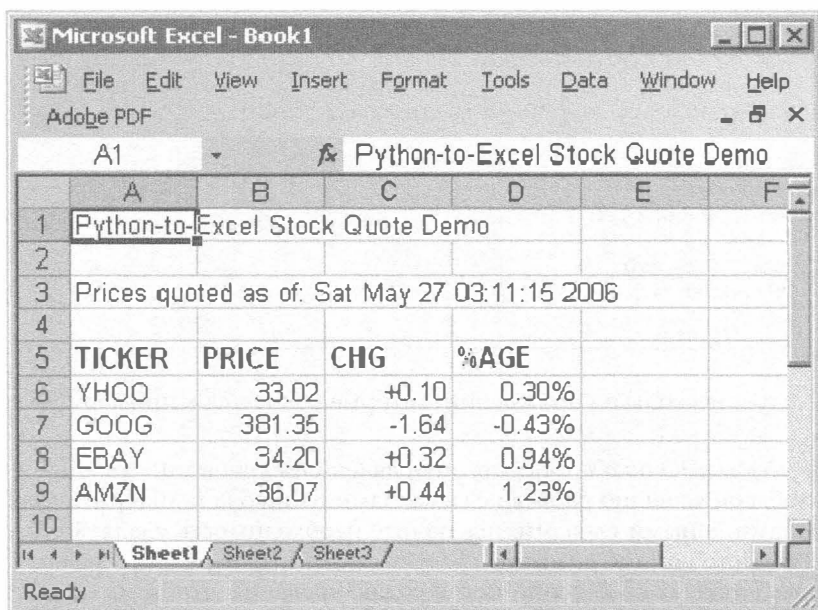 Microsoft Excel - Book1
File Edit View Insert Format Tools Data Window Help
Adobe PDF
A1 fx Python-to-Excel Stock Quote Demo
A B C D E F
1 Python-to-Excel Stock Quote Demo
2
3 Prices quoted as of: Sat May 27 03:11:15 2006
4
5 TICKER PRICE CHG %AGE
6 YHOO 33.02 +0.10 0.30%
7 GOOG 381.35 -1.64 -0.43%
8 EBAY 34.20 +0.32 0.94%
9 AMZN 36.07 +0.44 1.23%
10
Sheet1 Sheet2 Sheet3
Ready